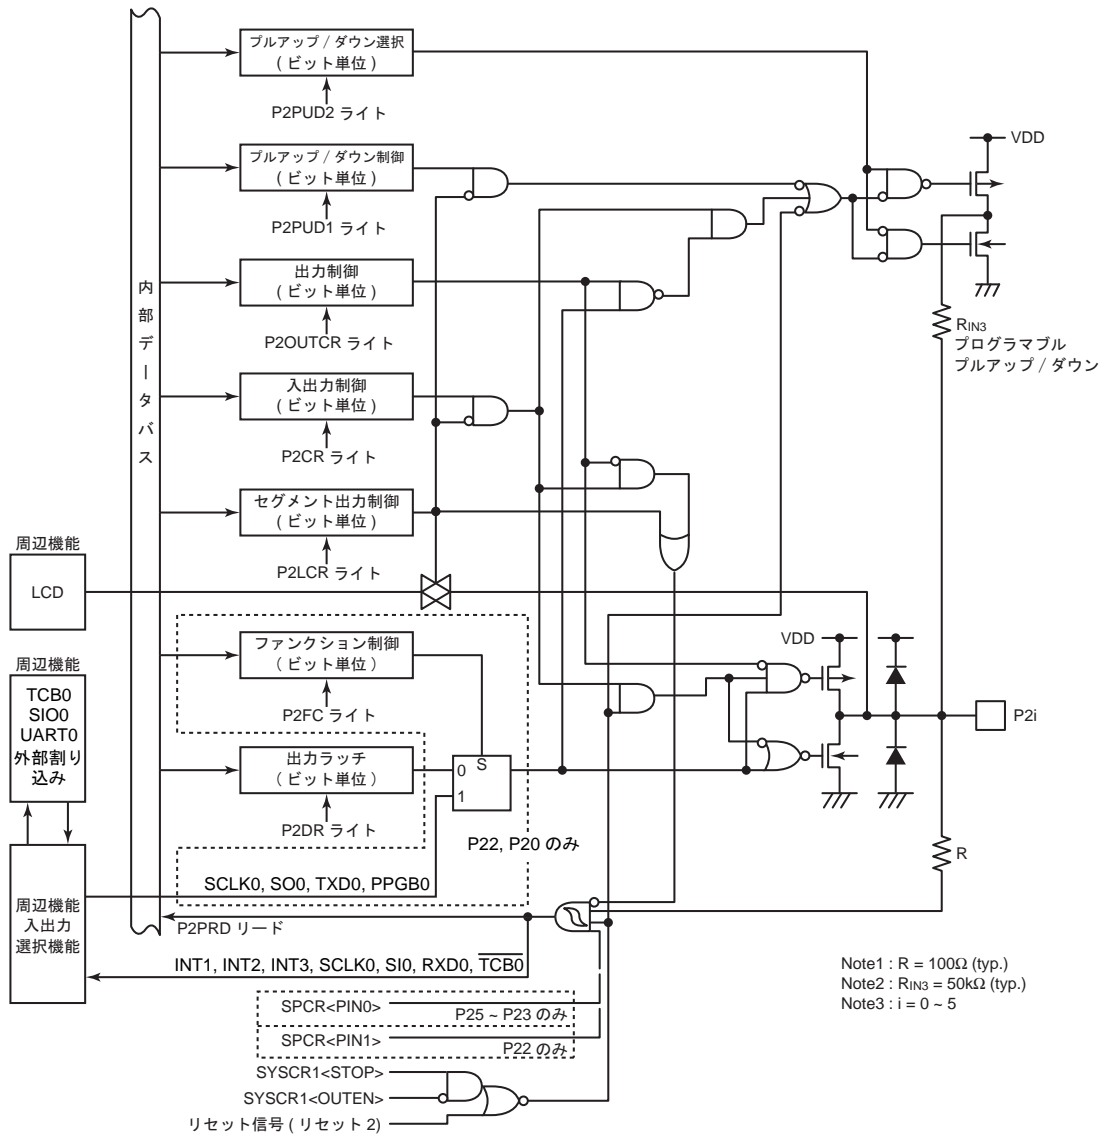 プルアップ / ダウン選択
( ビット単位 )
P2PUD2 ライト
VDD
プルアップ / ダウン制御
( ビット単位 )
P2PUD1 ライト
内部データバス
出力制御
( ビット単位 )
P2OUTCR ライト
RIN3
プログラマブル
プルアップ / ダウン
入出力制御
( ビット単位 )
P2CR ライト
セグメント出力制御
( ビット単位 )
P2LCR ライト
周辺機能
LCD
ファンクション制御
( ビット単位 )
P2FC ライト
VDD
P2i
周辺機能
TCB0
SIO0
UART0
外部割り
込み
出力ラッチ
( ビット単位 )
P2DR ライト
S
0
1
P22, P20 のみ
R
SCLK0, SO0, TXD0, PPGB0
周辺機能
入出力
選択機能
P2PRD リード
INT1, INT2, INT3, SCLK0, SI0, RXD0, TCB0
Note1 : R = 100Ω (typ.)
Note2 : RIN3 = 50kΩ (typ.)
Note3 : i = 0 ~ 5
SPCR<PIN0>
P25 ~ P23 のみ
SPCR<PIN1>
P22 のみ
SYSCR1<STOP>
SYSCR1<OUTEN>
リセット信号 ( リセット 2)